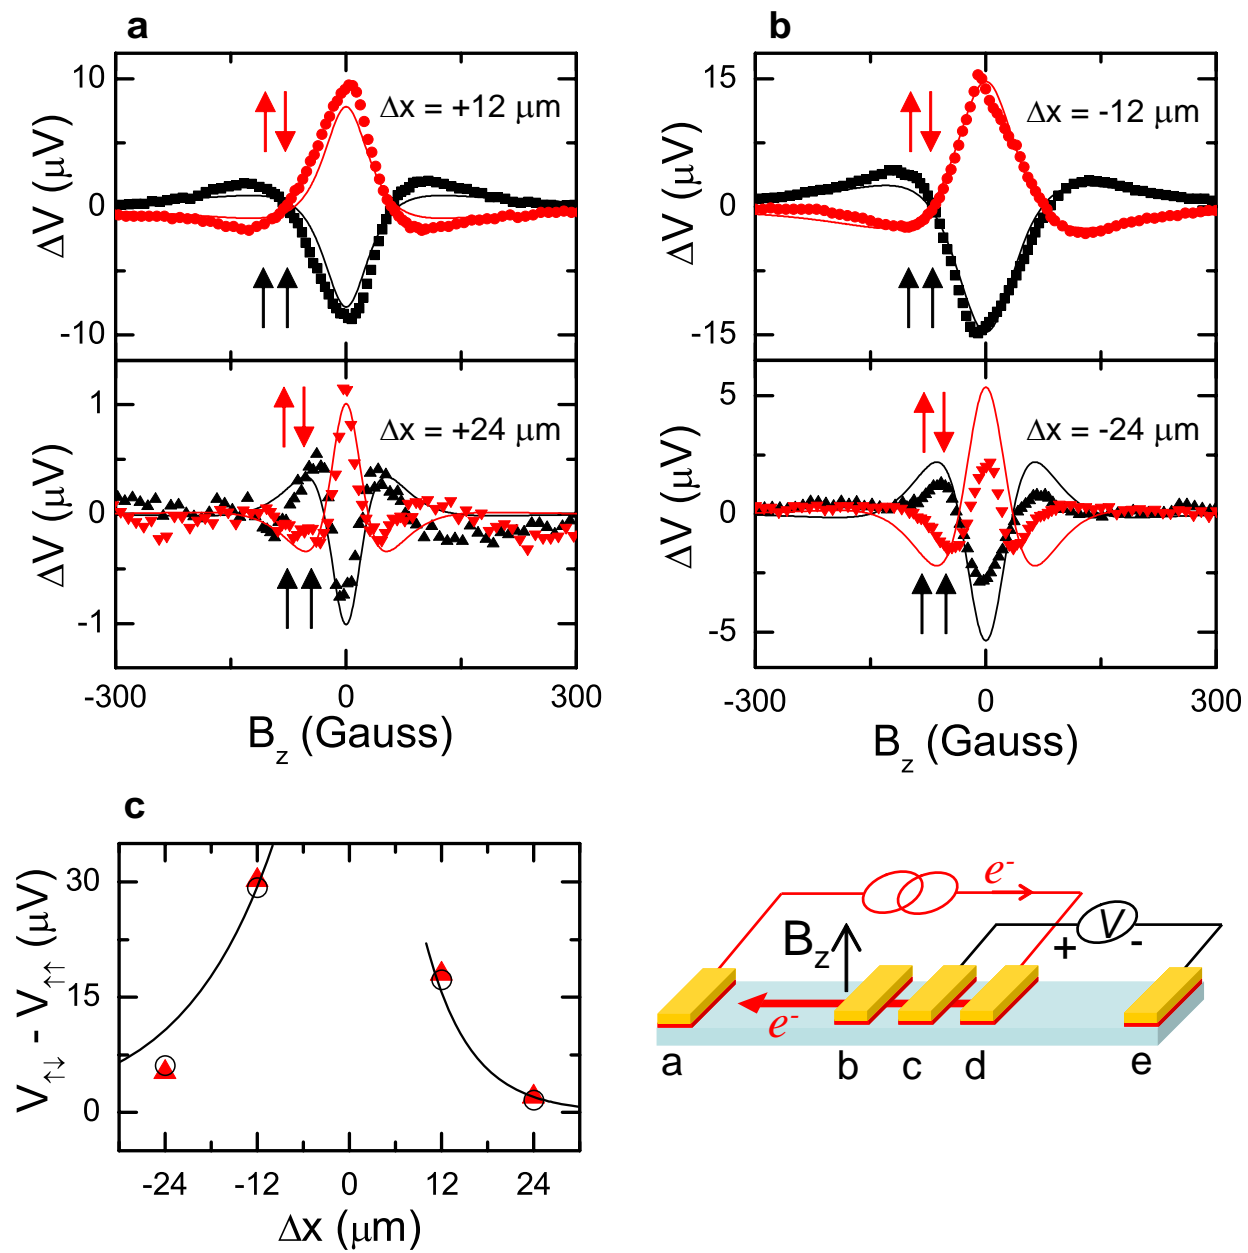 a
b
10
0
-10
ΔV (μV)
Δx = +12 μm
15
0
-15
ΔV (μV)
Δx = -12 μm
1
0
-1
ΔV (μV)
Δx = +24 μm
5
0
-5
ΔV (μV)
Δx = -24 μm
-300 0 300
B_z (Gauss)
-300 0 300
B_z (Gauss)
c
30
15
0
V↑↓ - V↑↑ (μV)
-24 -12 0 12 24
Δx (μm)
e-
V
+ -
B_z
e-
a b c d e